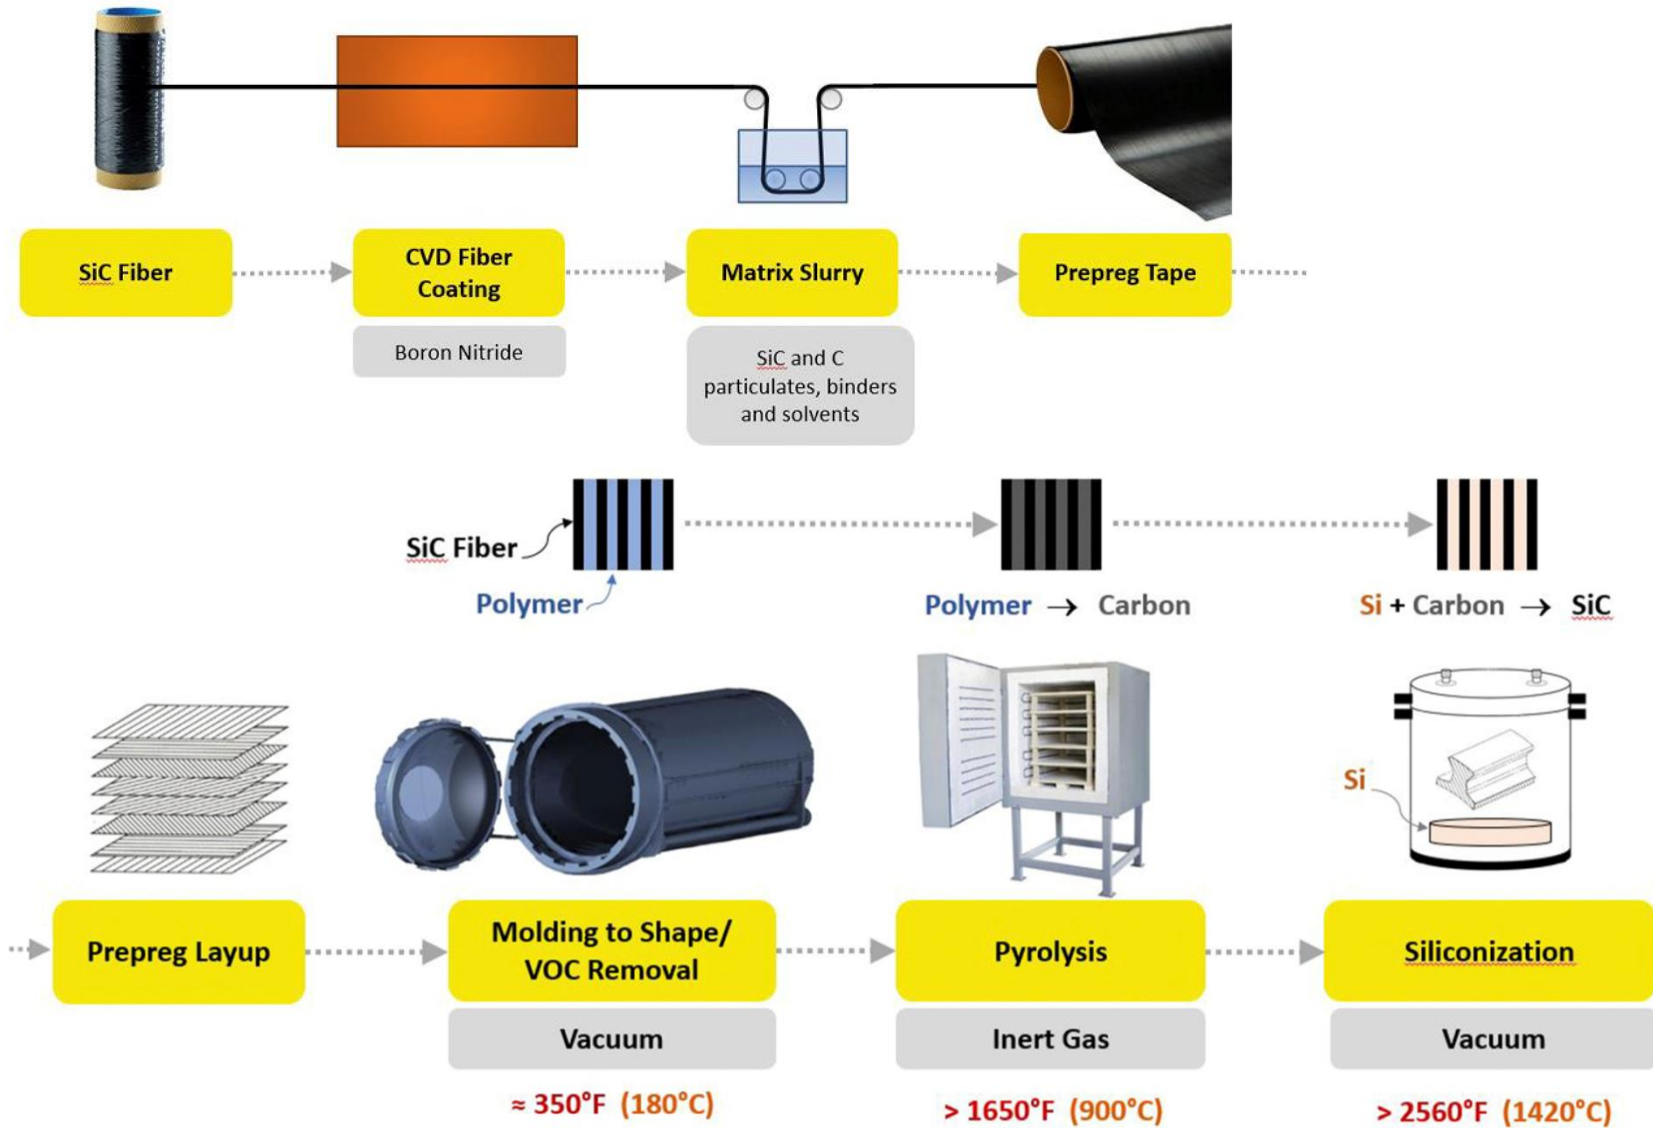 SiC Fiber
CVD Fiber
Coating
Matrix Slurry
Prepreg Tape
Boron Nitride
SiC and C
particulates, binders
and solvents
SiC Fiber
Polymer
Polymer → Carbon
Si + Carbon → SiC
Si
Prepreg Layup
Molding to Shape/
VOC Removal
Pyrolysis
Siliconization
Vacuum
Inert Gas
Vacuum
≈ 350°F (180°C)
> 1650°F (900°C)
> 2560°F (1420°C)